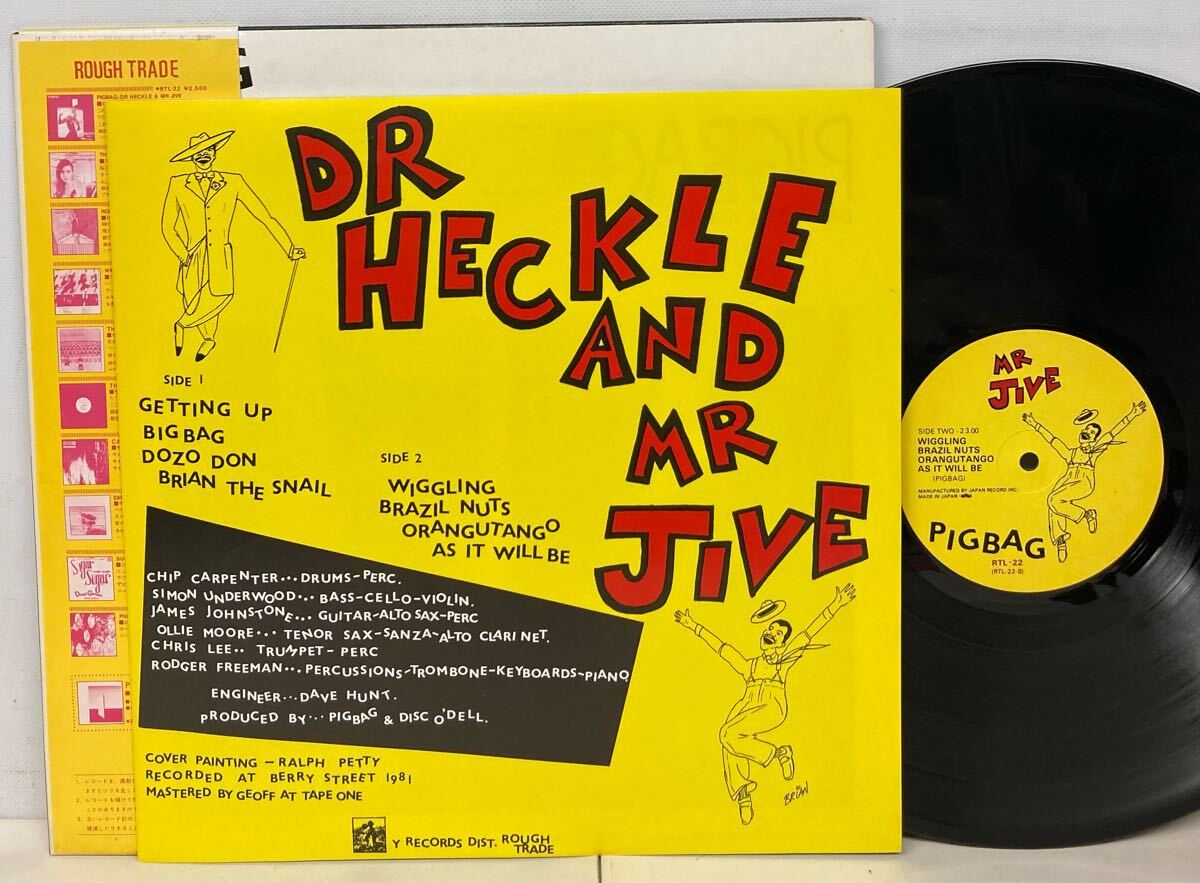 ROUGH TRADE
●RTL-22 ¥2,500
PIGBAG, DR HECKLE & MR JIVE
Sugar
Sugar
DR
HECKLE
AND
MR
JIVE
SIDE 1
GETTING UP
BIG BAG
DOZO DON
BRIAN THE SNAIL
SIDE 2
WIGGLING
BRAZIL NUTS
ORANGUTANGO
AS IT WILL BE
CHIP CARPENTER... DRUMS-PERC.
SIMON UNDERWOOD... BASS-CELLO-VIOLIN.
JAMES JOHNSTONE... GUITAR-ALTO SAX-PERC
OLLIE MOORE... TENOR SAX-SANZA-ALTO CLARINET.
CHRIS LEE.. TRUMPET-PERC
RODGER FREEMAN... PERCUSSIONS-TROMBONE-KEYBOARDS-PIANO
ENGINEER... DAVE HUNT.
PRODUCED BY... PIGBAG & DISC O'DELL.
COVER PAINTING - RALPH PETTY
RECORDED AT BERRY STREET 1981
MASTERED BY GEOFF AT TAPE ONE
Y RECORDS DIST. ROUGH
TRADE
BRIAN
MR
JIVE
SIDE TWO - 23.00
WIGGLING
BRAZIL NUTS
ORANGUTANGO
AS IT WILL BE
(PIGBAG)
MANUFACTURED BY JAPAN RECORD INC.
MADE IN JAPAN
PIGBAG
RTL-22
(RTL-22-B)